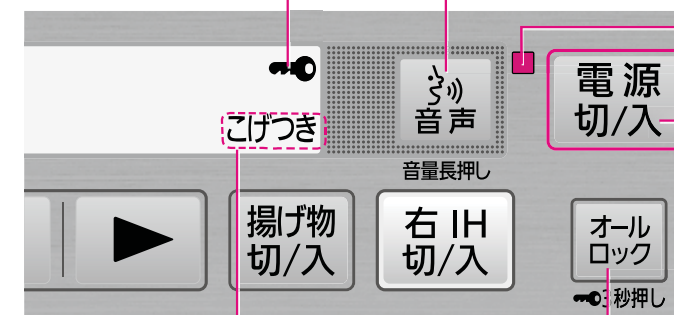 こげつき
音声
音量長押し
電源
切/入
揚げ物
切/入
右 IH
切/入
オール
ロック
3秒押し